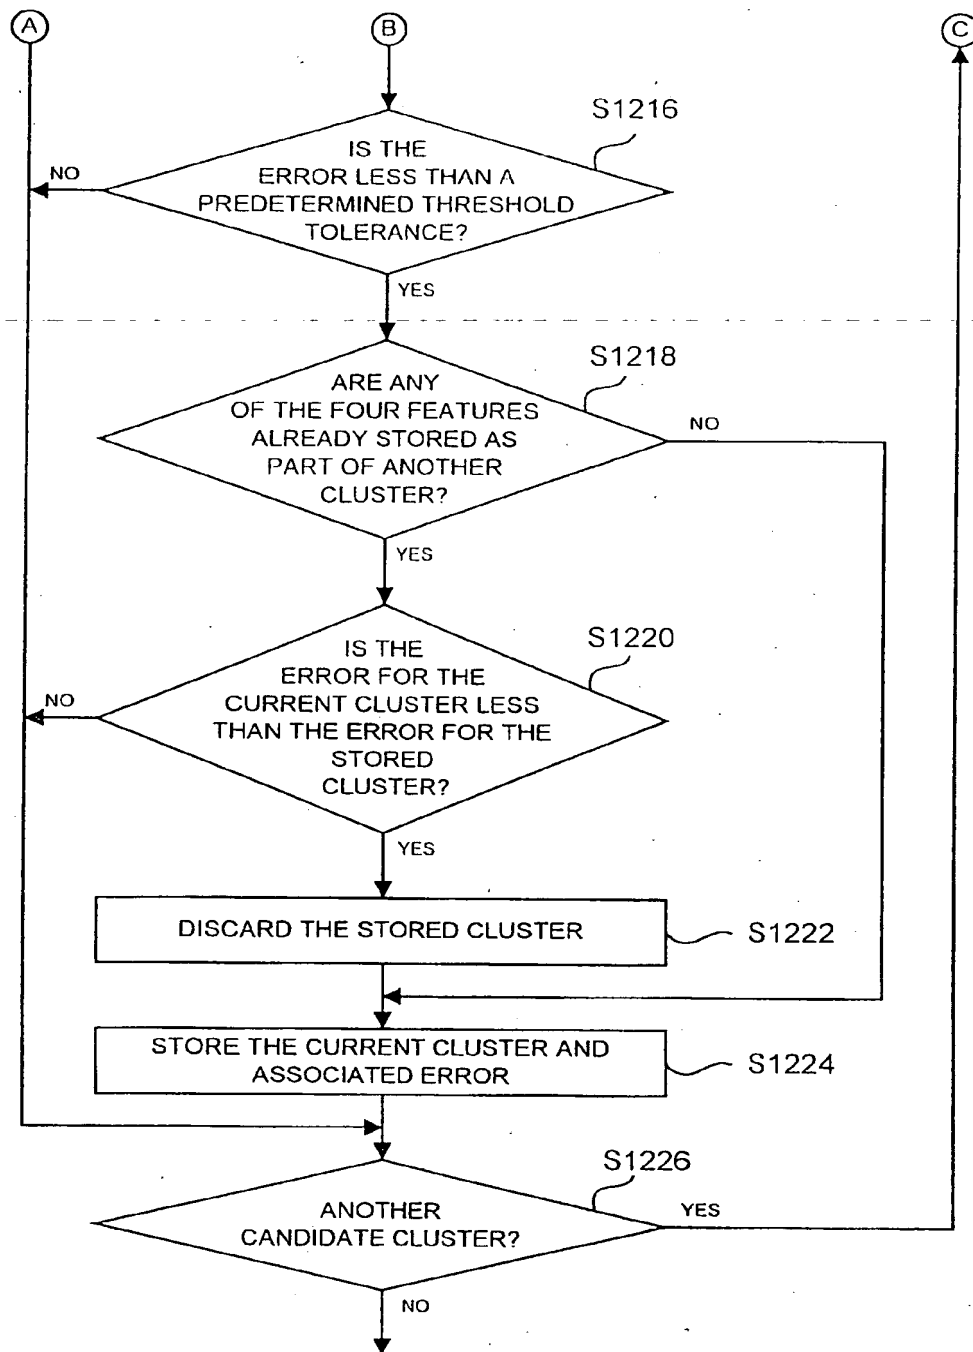 A
B
C
S1216
IS THE
ERROR LESS THAN A
PREDETERMINED THRESHOLD
TOLERANCE?
NO
YES
S1218
ARE ANY
OF THE FOUR FEATURES
ALREADY STORED AS
PART OF ANOTHER
CLUSTER?
NO
YES
S1220
IS THE
ERROR FOR THE
CURRENT CLUSTER LESS
THAN THE ERROR FOR THE
STORED
CLUSTER?
NO
YES
DISCARD THE STORED CLUSTER
S1222
STORE THE CURRENT CLUSTER AND
ASSOCIATED ERROR
S1224
S1226
ANOTHER
CANDIDATE CLUSTER?
YES
NO